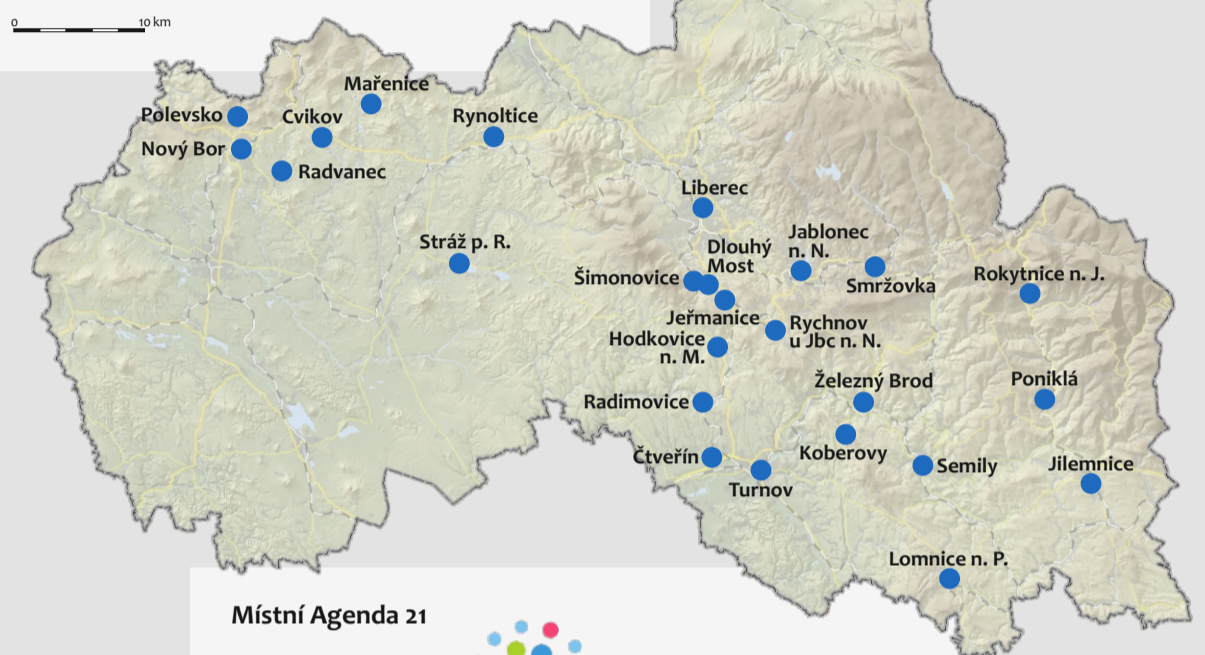 0 10 km
Mařenice
Polevsko
Cvikov
Rynoltice
Nový Bor
Radvanec
Liberec
Stráž p. R.
Dlouhý
Most
Jablonec
n. N.
Šimonovice
Smržovka
Rokytnice n. J.
Jeřmanice
Rychnov
u Jbc n. N.
Hodkovice
n. M.
Železný Brod
Poniklá
Radimovice
Koberovy
Čtveřín
Semily
Jilemnice
Turnov
Lomnice n. P.
Místní Agenda 21